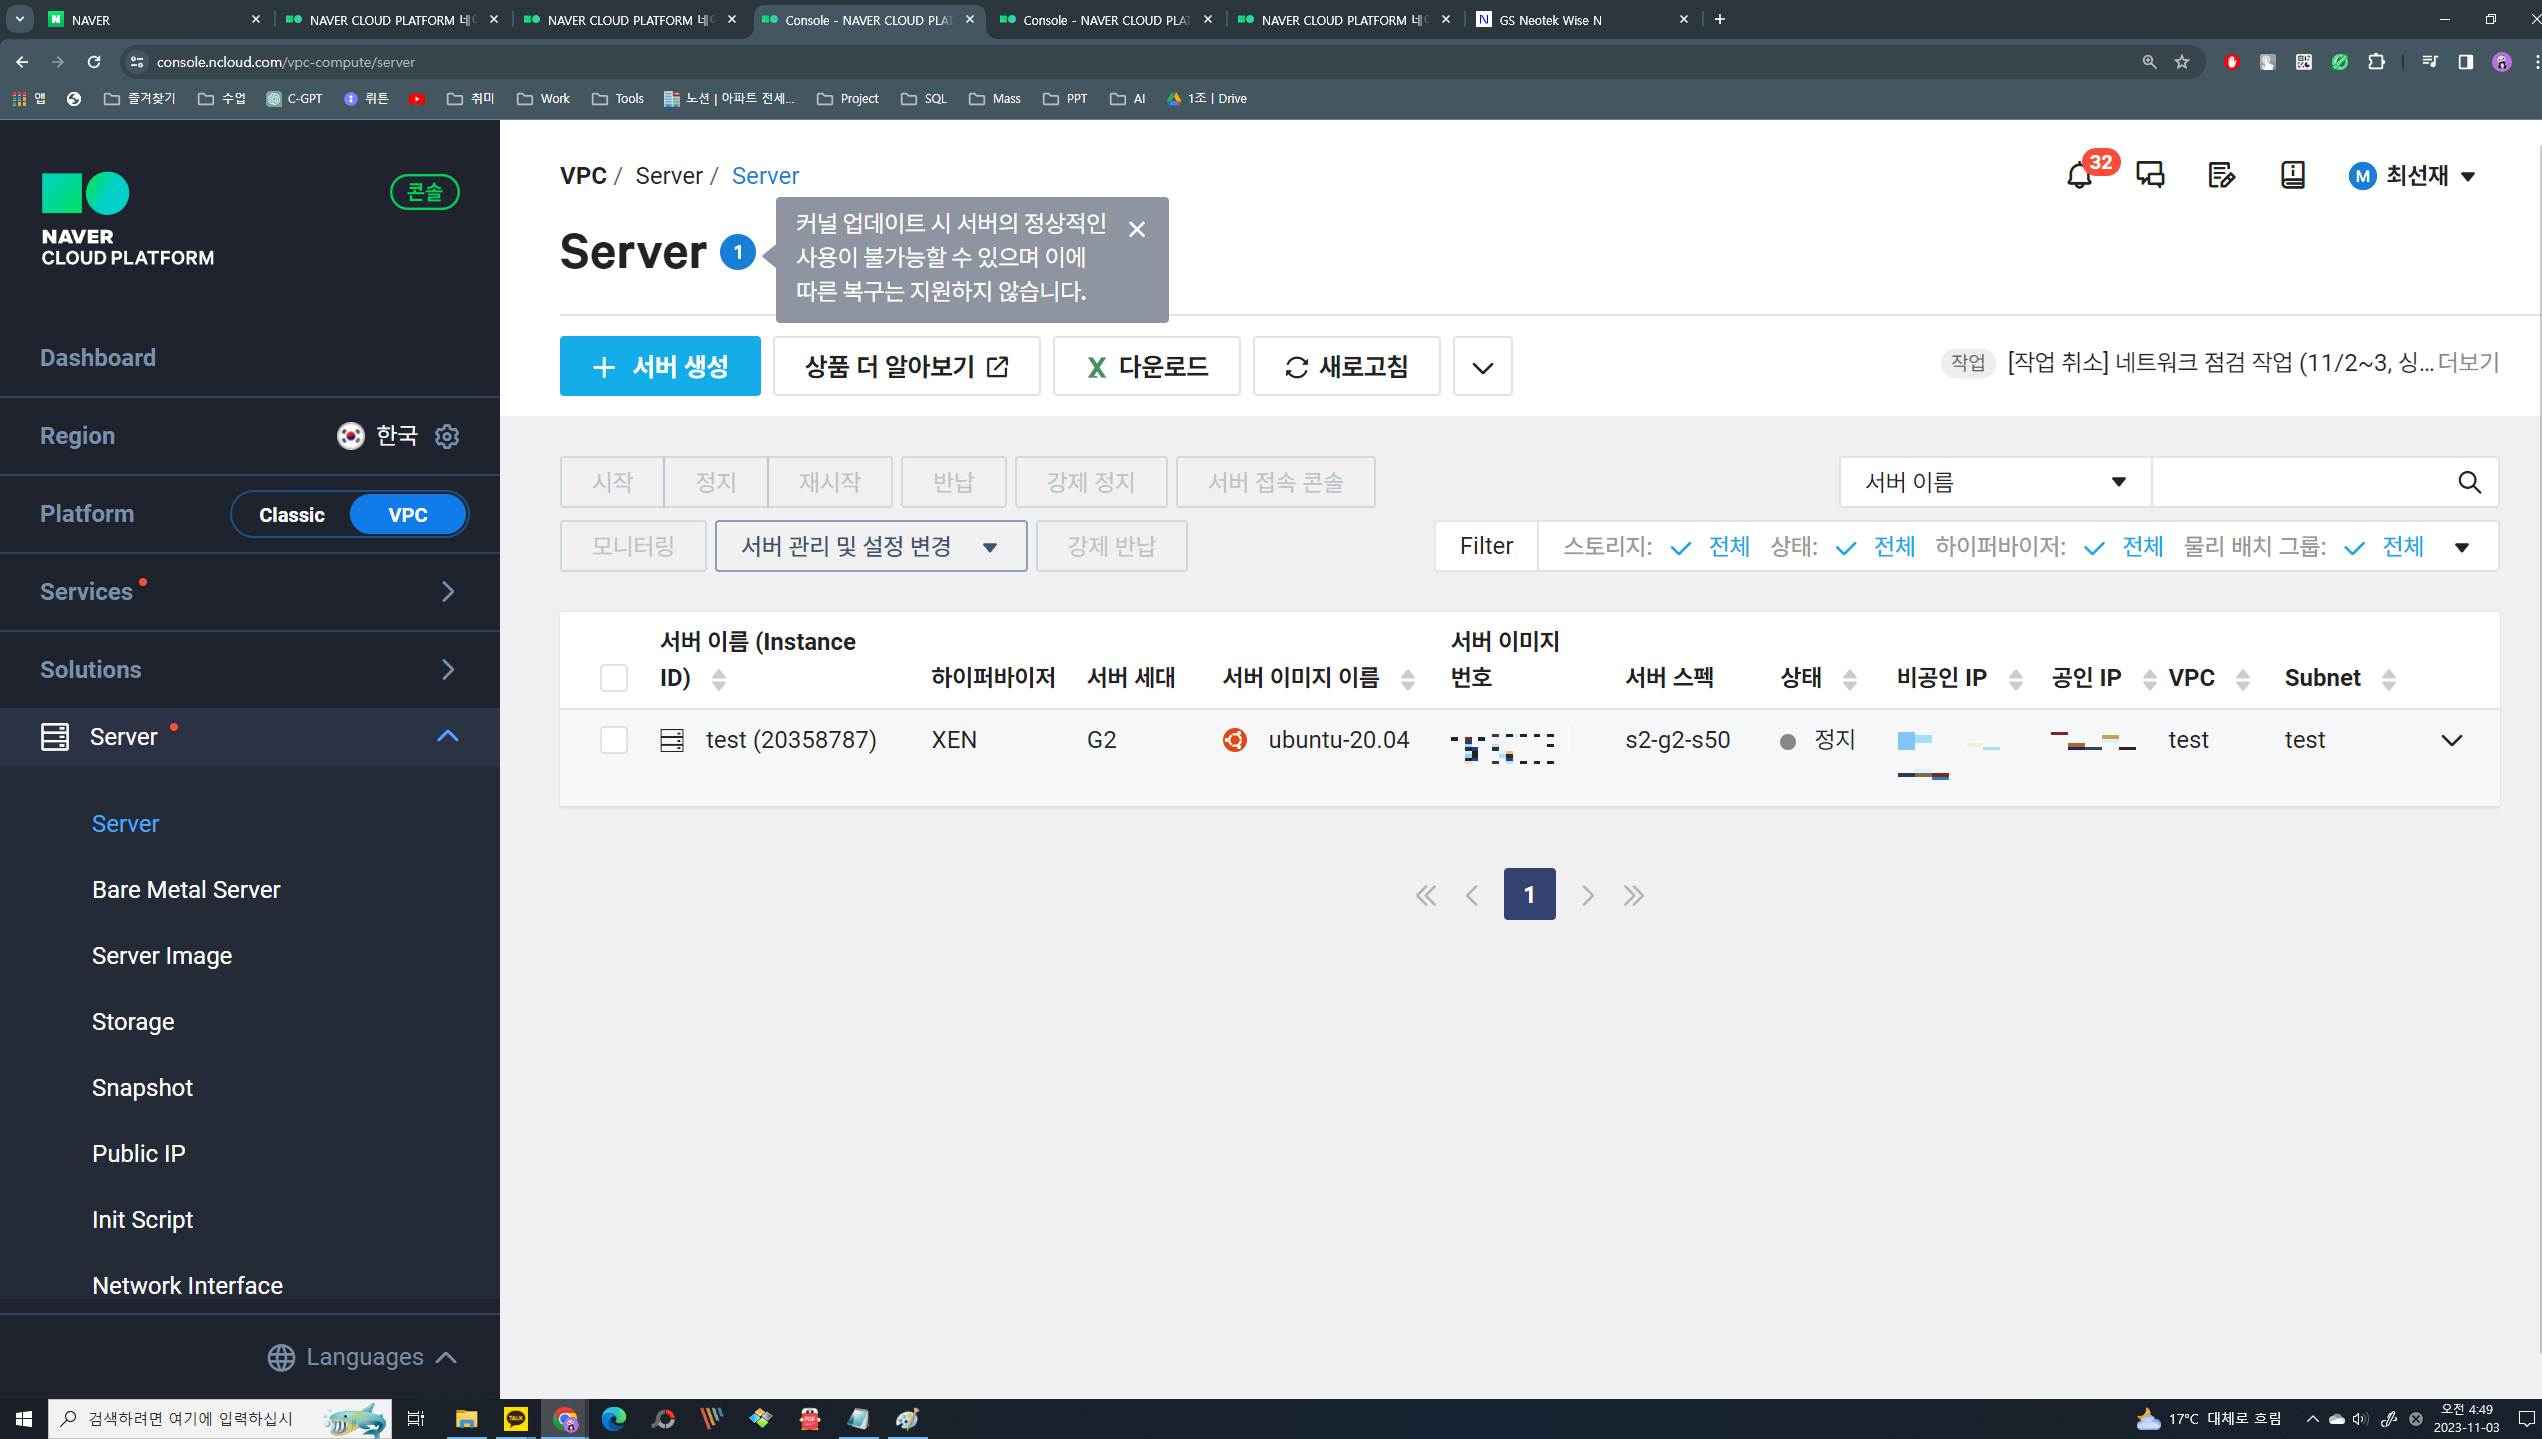 NAVER
NAVER CLOUD PLATFORM 네이
NAVER CLOUD PLATFORM 네이
Console - NAVER CLOUD PLAT
Console - NAVER CLOUD PLAT
NAVER CLOUD PLATFORM 네이
GS Neotek Wise N
console.ncloud.com/vpc-compute/server
앱
즐겨찾기
수업
C-GPT
뤼튼
취미
Work
Tools
노션 | 아파트 전세...
Project
SQL
Mass
PPT
AI
1조 | Drive
NAVER
CLOUD PLATFORM
콘솔
Dashboard
Region
한국
Platform
Classic
VPC
Services
Solutions
Server
Server
Bare Metal Server
Server Image
Storage
Snapshot
Public IP
Init Script
Network Interface
Languages
VPC / Server / Server
32
M 최선재
Server 1
커널 업데이트 시 서버의 정상적인
사용이 불가능할 수 있으며 이에
따른 복구는 지원하지 않습니다.
서버 생성
상품 더 알아보기
다운로드
새로고침
작업 [작업 취소] 네트워크 점검 작업 (11/2~3, 싱... 더보기
시작
정지
재시작
반납
강제 정지
서버 접속 콘솔
서버 이름
모니터링
서버 관리 및 설정 변경
강제 반납
Filter
스토리지: 전체 상태: 전체 하이퍼바이저: 전체 물리 배치 그룹: 전체
서버 이름 (Instance
ID)
하이퍼바이저
서버 세대
서버 이미지 이름
서버 이미지
번호
서버 스펙
상태
비공인 IP
공인 IP
VPC
Subnet
test (20358787)
XEN
G2
ubuntu-20.04
s2-g2-s50
정지
test
test
1
검색하려면 여기에 입력하십시
TALK
17°C 대체로 흐림
오전 4:49
2023-11-03